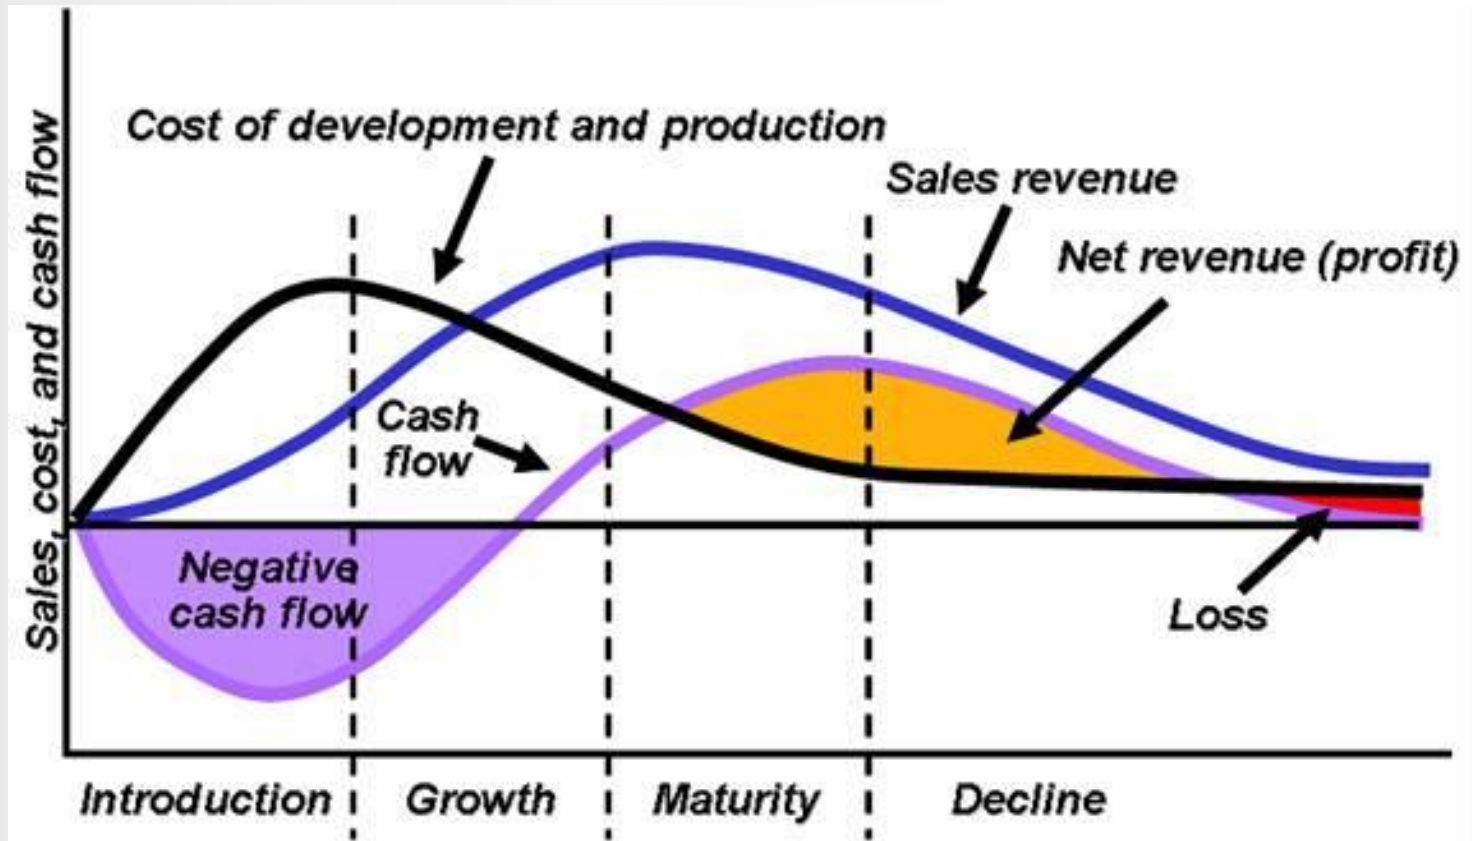 Sales, cost, and cash flow
Cost of development and production
Sales revenue
Net revenue (profit)
Cash
flow
Negative
cash flow
Loss
Introduction
Growth
Maturity
Decline